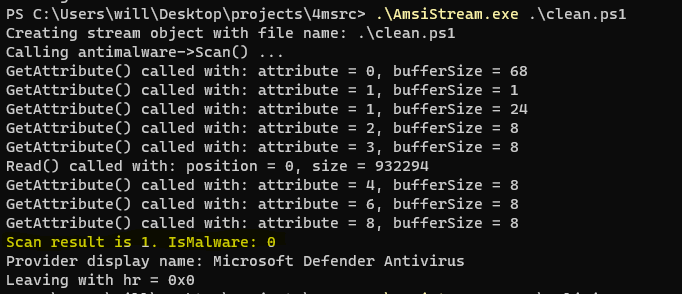 PS C:\Users\will\Desktop\projects\4msrc> .\AmsiStream.exe .\clean.ps1
Creating stream object with file name: .\clean.ps1
Calling antimalware->Scan() ...
GetAttribute() called with: attribute = 0, bufferSize = 68
GetAttribute() called with: attribute = 1, bufferSize = 1
GetAttribute() called with: attribute = 1, bufferSize = 24
GetAttribute() called with: attribute = 2, bufferSize = 8
GetAttribute() called with: attribute = 3, bufferSize = 8
Read() called with: position = 0, size = 932294
GetAttribute() called with: attribute = 4, bufferSize = 8
GetAttribute() called with: attribute = 6, bufferSize = 8
GetAttribute() called with: attribute = 8, bufferSize = 8
Scan result is 1. IsMalware: 0
Provider display name: Microsoft Defender Antivirus
Leaving with hr = 0x0